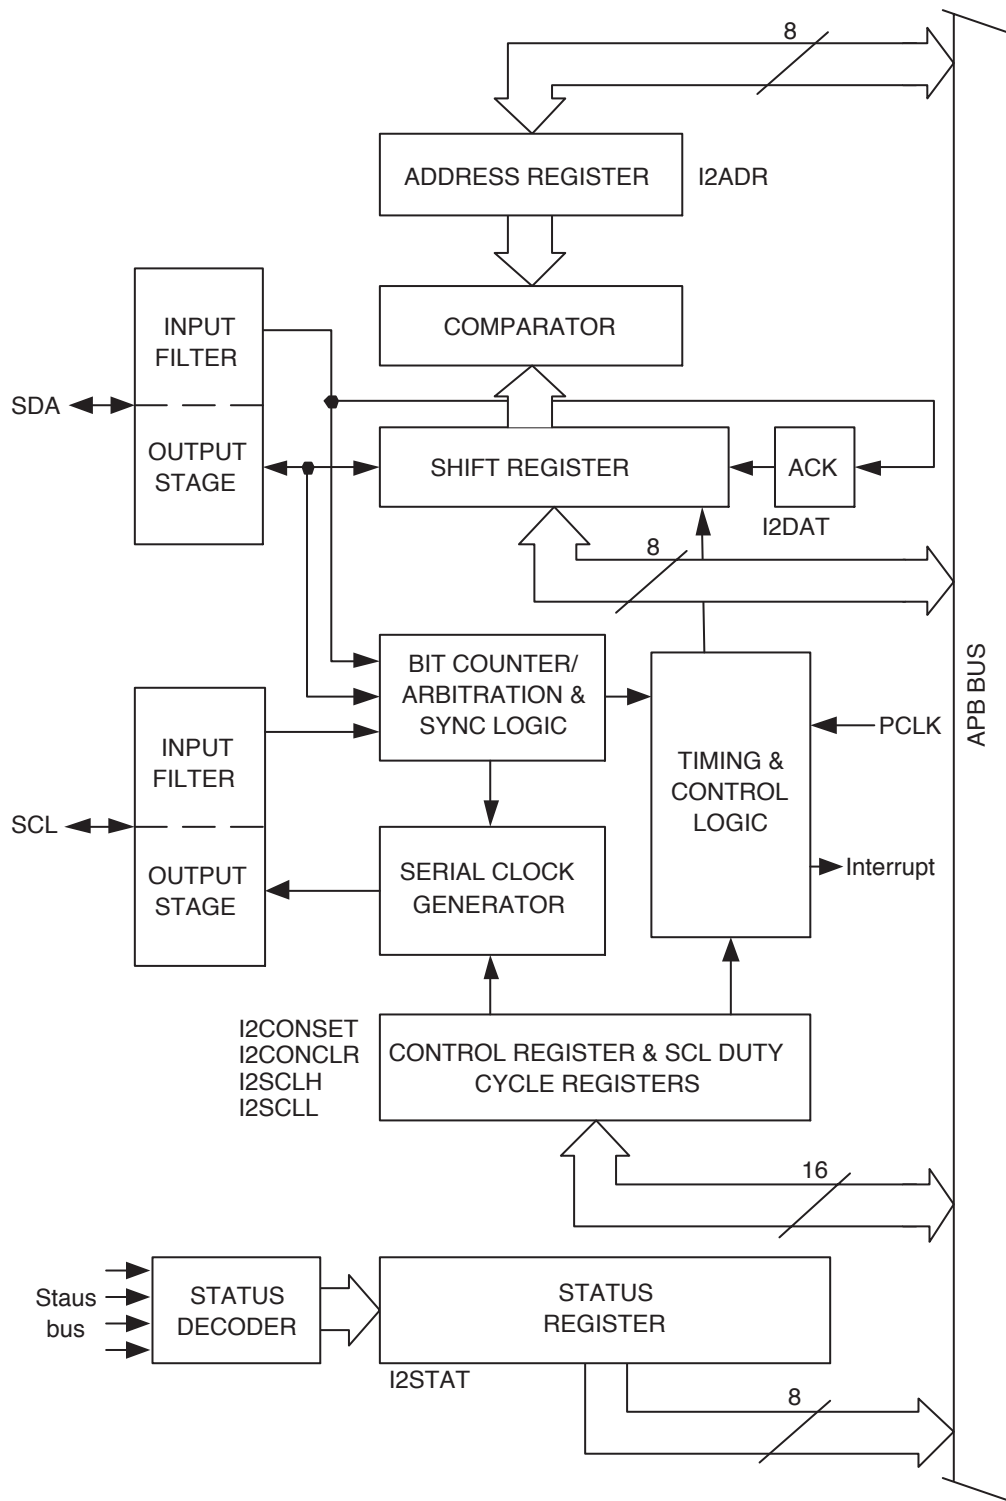 8
ADDRESS REGISTER
I2ADR
COMPARATOR
INPUT
FILTER
SDA
OUTPUT
STAGE
SHIFT REGISTER
ACK
I2DAT
8
BIT COUNTER/
ARBITRATION &
SYNC LOGIC
APB BUS
PCLK
INPUT
FILTER
TIMING &
CONTROL
LOGIC
SCL
OUTPUT
STAGE
SERIAL CLOCK
GENERATOR
Interrupt
I2CONSET
I2CONCLR
I2SCLH
I2SCLL
CONTROL REGISTER & SCL DUTY
CYCLE REGISTERS
16
Staus
bus
STATUS
DECODER
STATUS
REGISTER
I2STAT
8